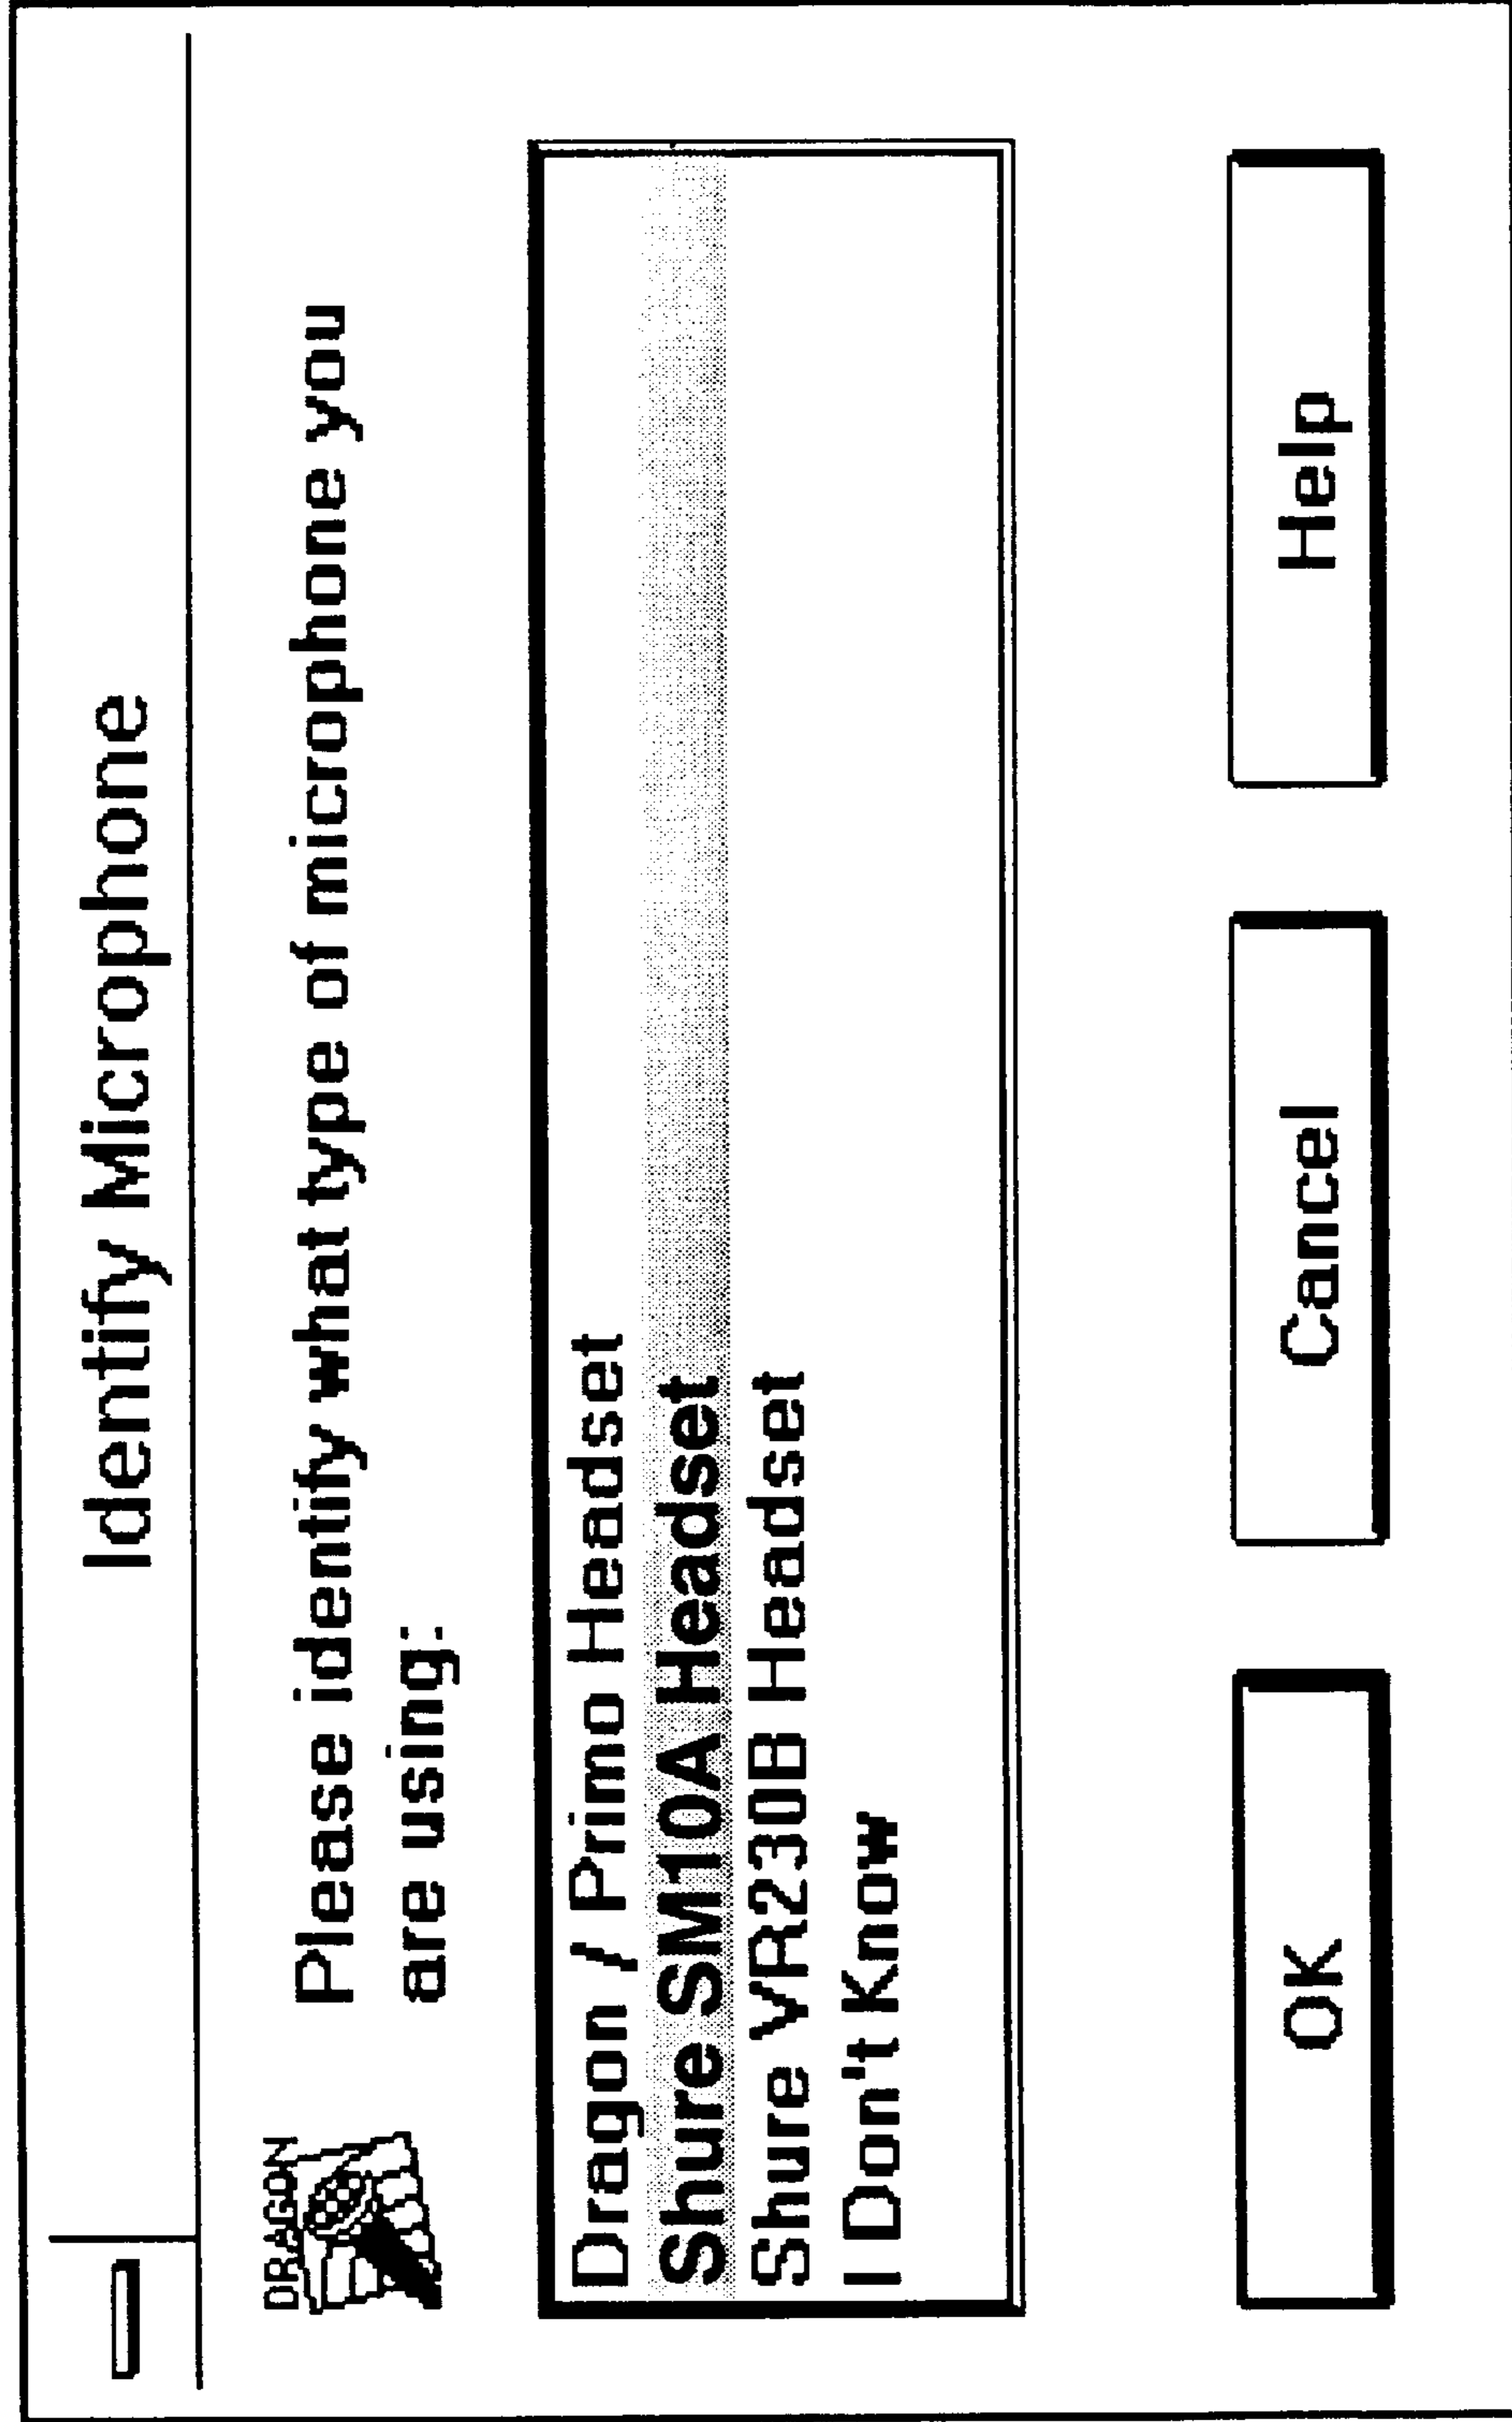 Identify Microphone
DRAGON
Please identify what type of microphone you
are using:
Dragon / Primo Headset
Shure SM10A Headset
Shure VR230B Headset
I Don't Know
OK
Cancel
Help